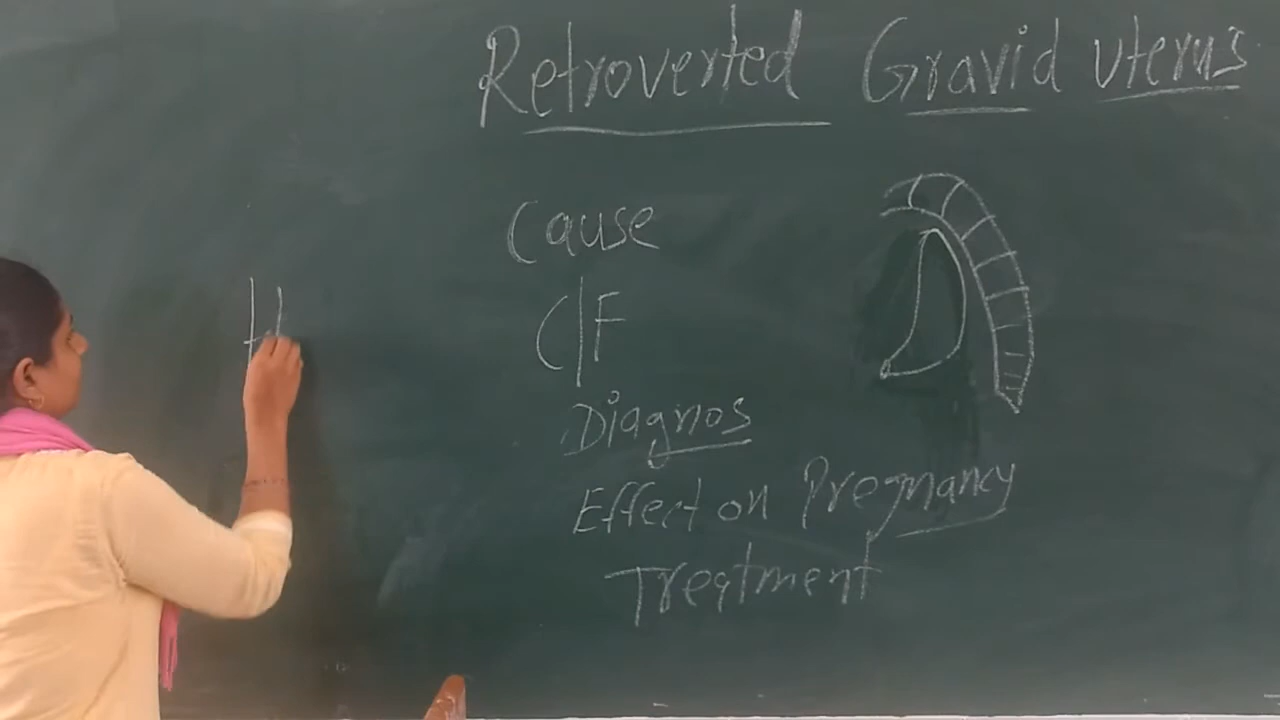 Retroverted Gravid uterus
Cause
C/F
Diagnos
Effect on Pregnancy
Treatment
H